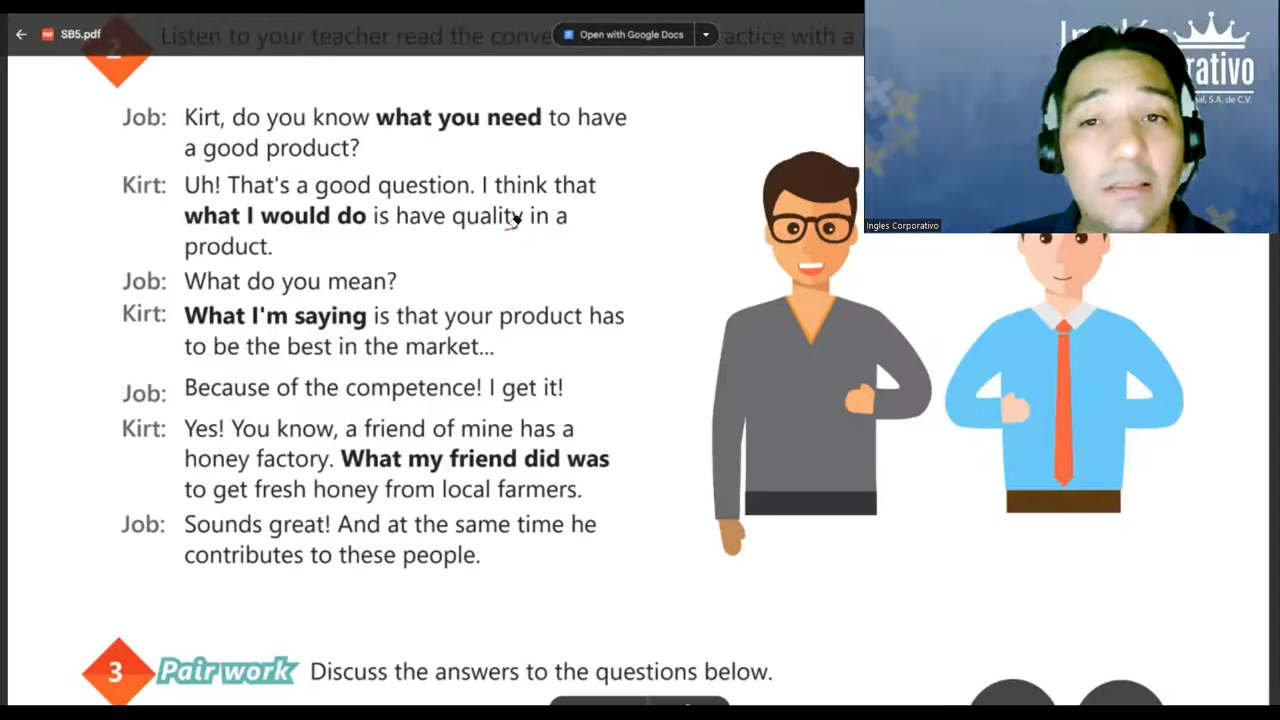 SB5.pdf
Open with Google Docs
2 Listen to your teacher read the conve
actice with a
Inglés
rativo
nal, S.A. de C.V.
Ingles Corporativo
Job: Kirt, do you know what you need to have
a good product?
Kirt: Uh! That's a good question. I think that
what I would do is have quality in a
product.
Job: What do you mean?
Kirt: What I'm saying is that your product has
to be the best in the market...
Job: Because of the competence! I get it!
Kirt: Yes! You know, a friend of mine has a
honey factory. What my friend did was
to get fresh honey from local farmers.
Job: Sounds great! And at the same time he
contributes to these people.
3 Pair work Discuss the answers to the questions below.